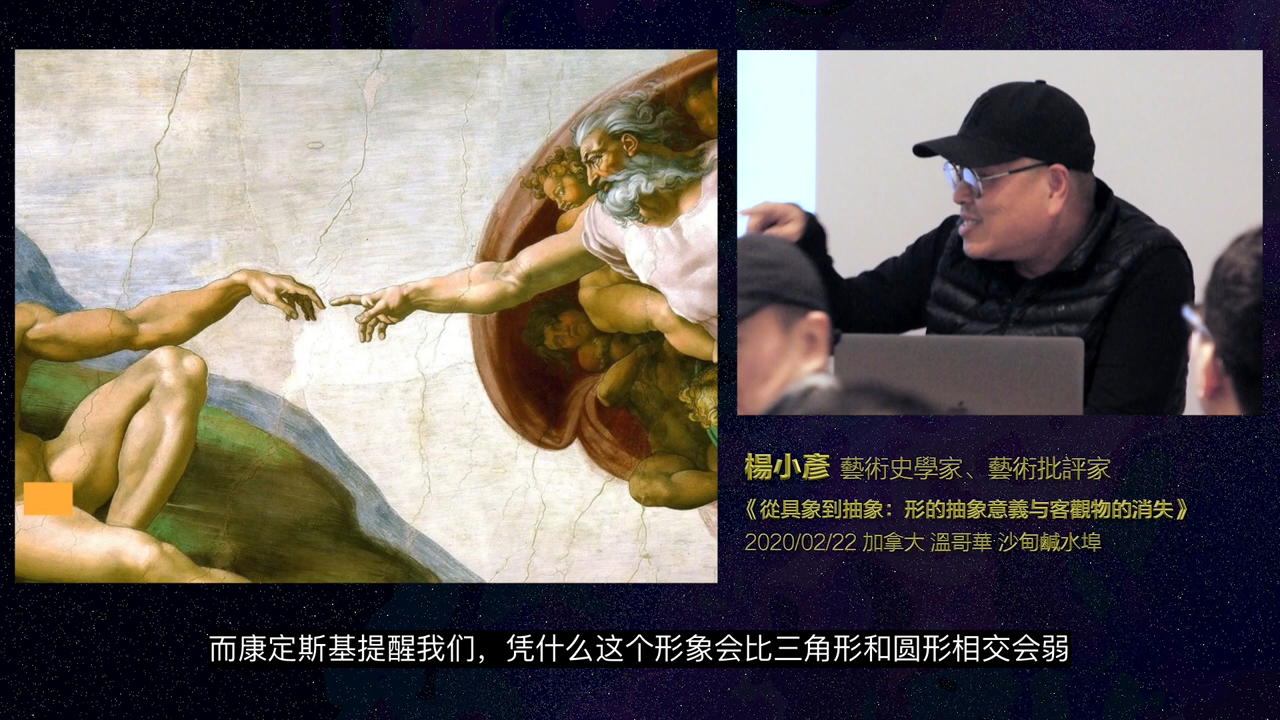 楊小彥 藝術史學家、藝術批評家
《從具象到抽象：形的抽象意義与客觀物的消失》
2020/02/22 加拿大 溫哥華 沙甸鹹水埠
而康定斯基提醒我们，凭什么这个形象会比三角形和圆形相交会弱